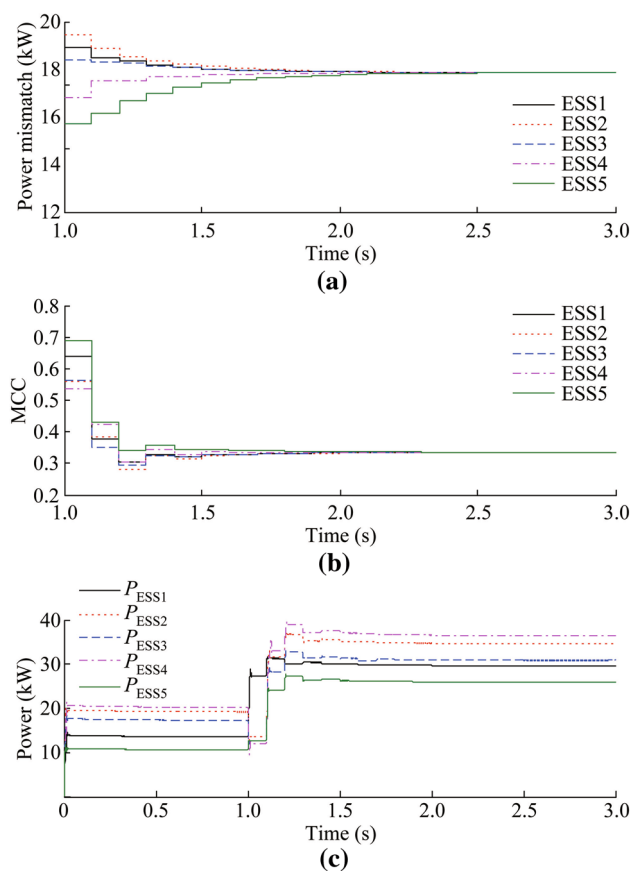 20
18
16
14
12
Power mismatch (kW)
ESS1
ESS2
ESS3
ESS4
ESS5
1.0 1.5 2.0 2.5 3.0
Time (s)
(a)
0.8
0.7
0.6
0.5
0.4
0.3
0.2
MCC
ESS1
ESS2
ESS3
ESS4
ESS5
1.0 1.5 2.0 2.5 3.0
Time (s)
(b)
PESS1
PESS2
PESS3
PESS4
PESS5
40
30
20
10
Power (kW)
0 0.5 1.0 1.5 2.0 2.5 3.0
Time (s)
(c)